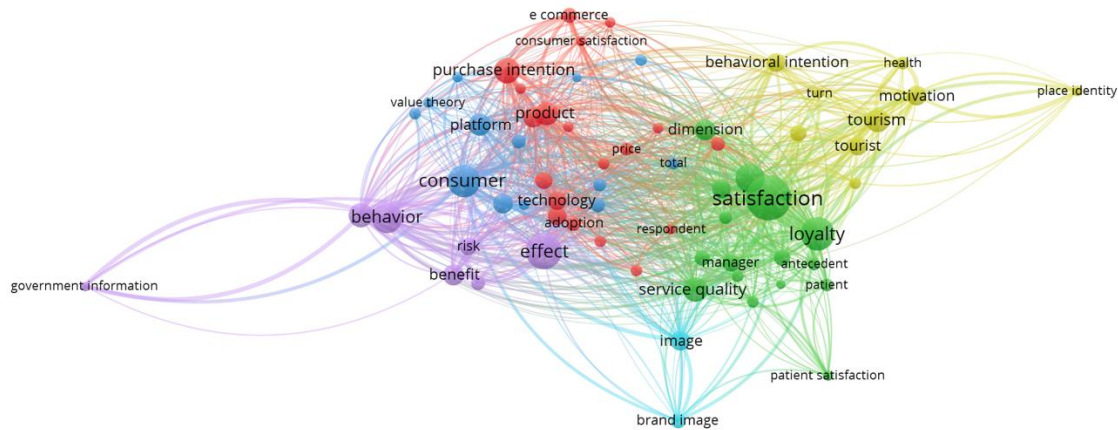 e commerce
consumer satisfaction
purchase intention
behavioral intention
health
turn
motivation
place identity
value theory
product
platform
tourism
dimension
price
tourist
total
consumer
satisfaction
technology
behavior
adoption
respondent
loyalty
risk
effect
manager
antecedent
benefit
government information
service quality
patient
image
patient satisfaction
brand image